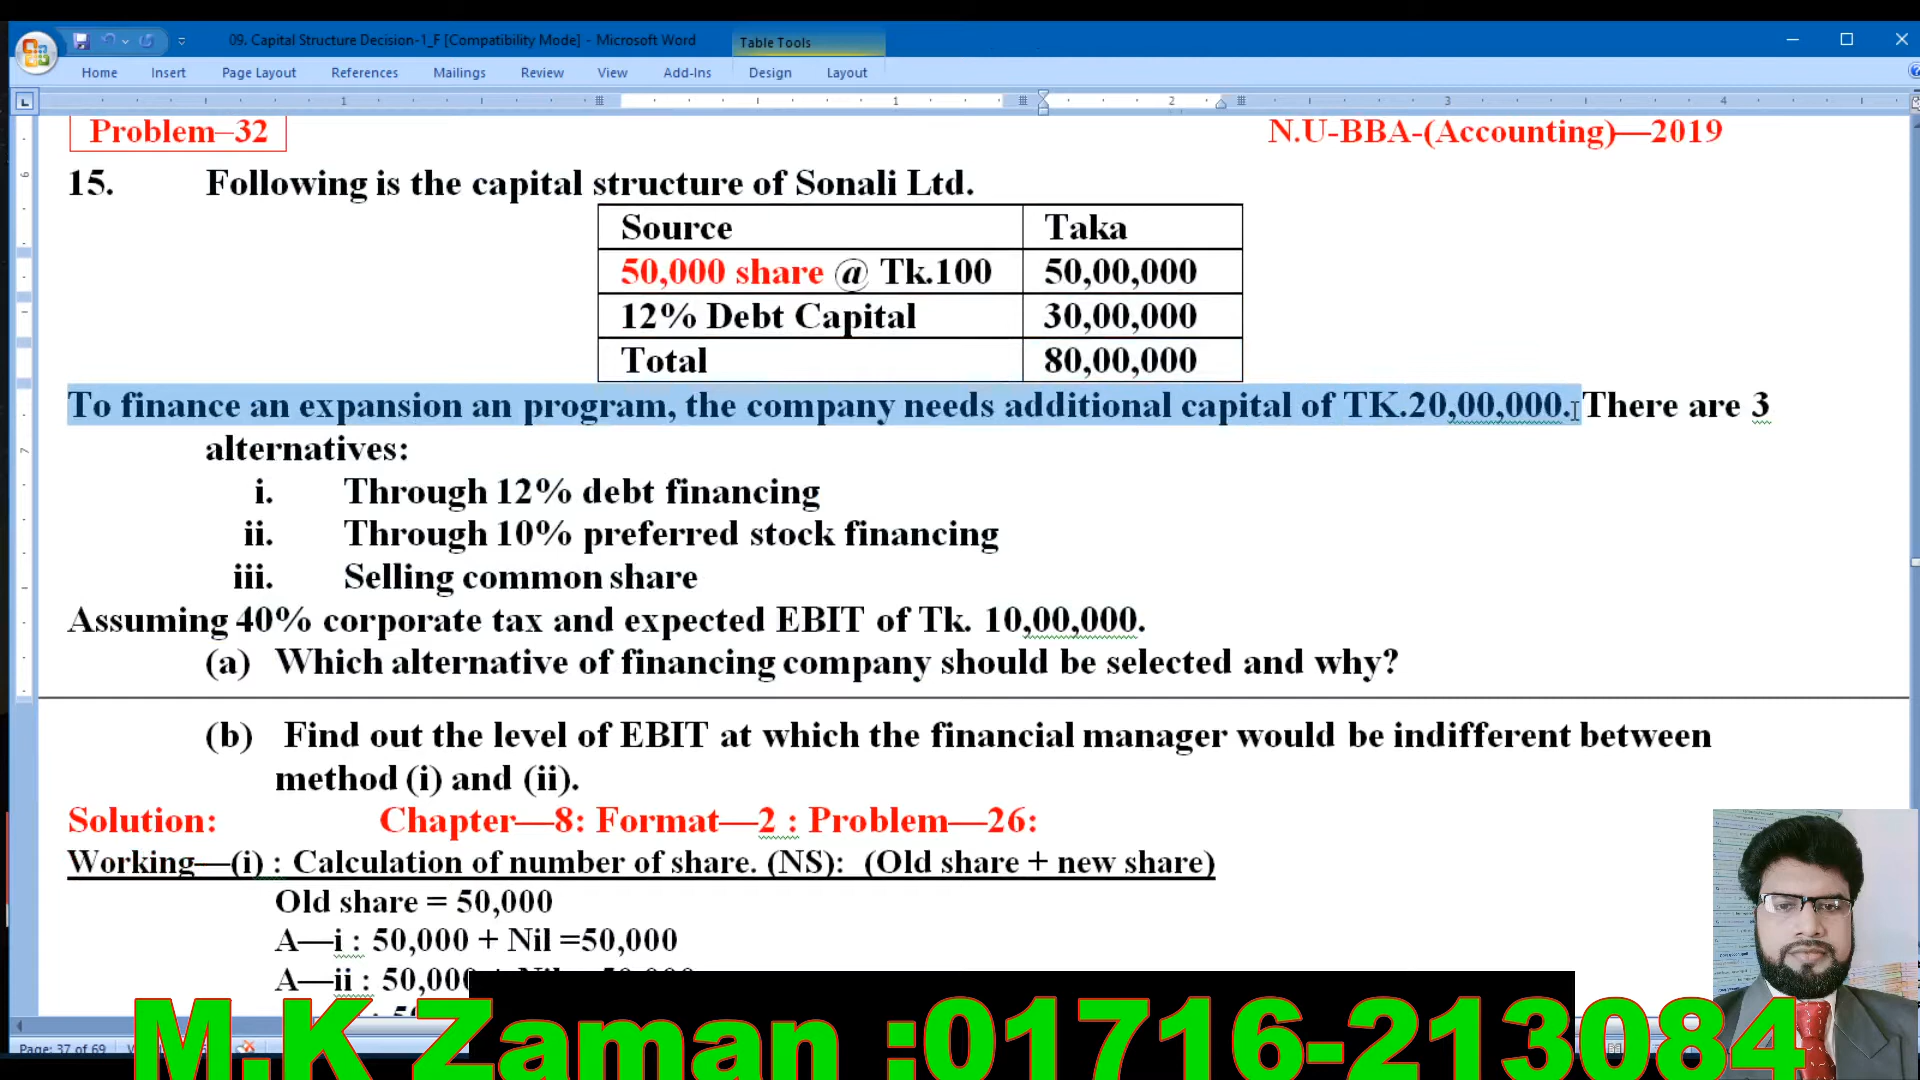 09. Capital Structure Decision-1_F [Compatibility Mode] - Microsoft Word
Table Tools
Home Insert Page Layout References Mailings Review View Add-Ins Design Layout
1 1 2 3 4
Problem–32
N.U-BBA-(Accounting)—2019
15. Following is the capital structure of Sonali Ltd.
Source Taka
50,000 share @ Tk.100 50,00,000
12% Debt Capital 30,00,000
Total 80,00,000
To finance an expansion an program, the company needs additional capital of TK.20,00,000. There are 3
alternatives:
i. Through 12% debt financing
ii. Through 10% preferred stock financing
iii. Selling common share
Assuming 40% corporate tax and expected EBIT of Tk. 10,00,000.
(a) Which alternative of financing company should be selected and why?
(b) Find out the level of EBIT at which the financial manager would be indifferent between
method (i) and (ii).
Solution: Chapter—8: Format—2 : Problem—26:
Working—(i) : Calculation of number of share. (NS): (Old share + new share)
Old share = 50,000
A—i : 50,000 + Nil =50,000
A—ii : 50,000
Page: 37 of 69
M.K Zaman :01716-213084